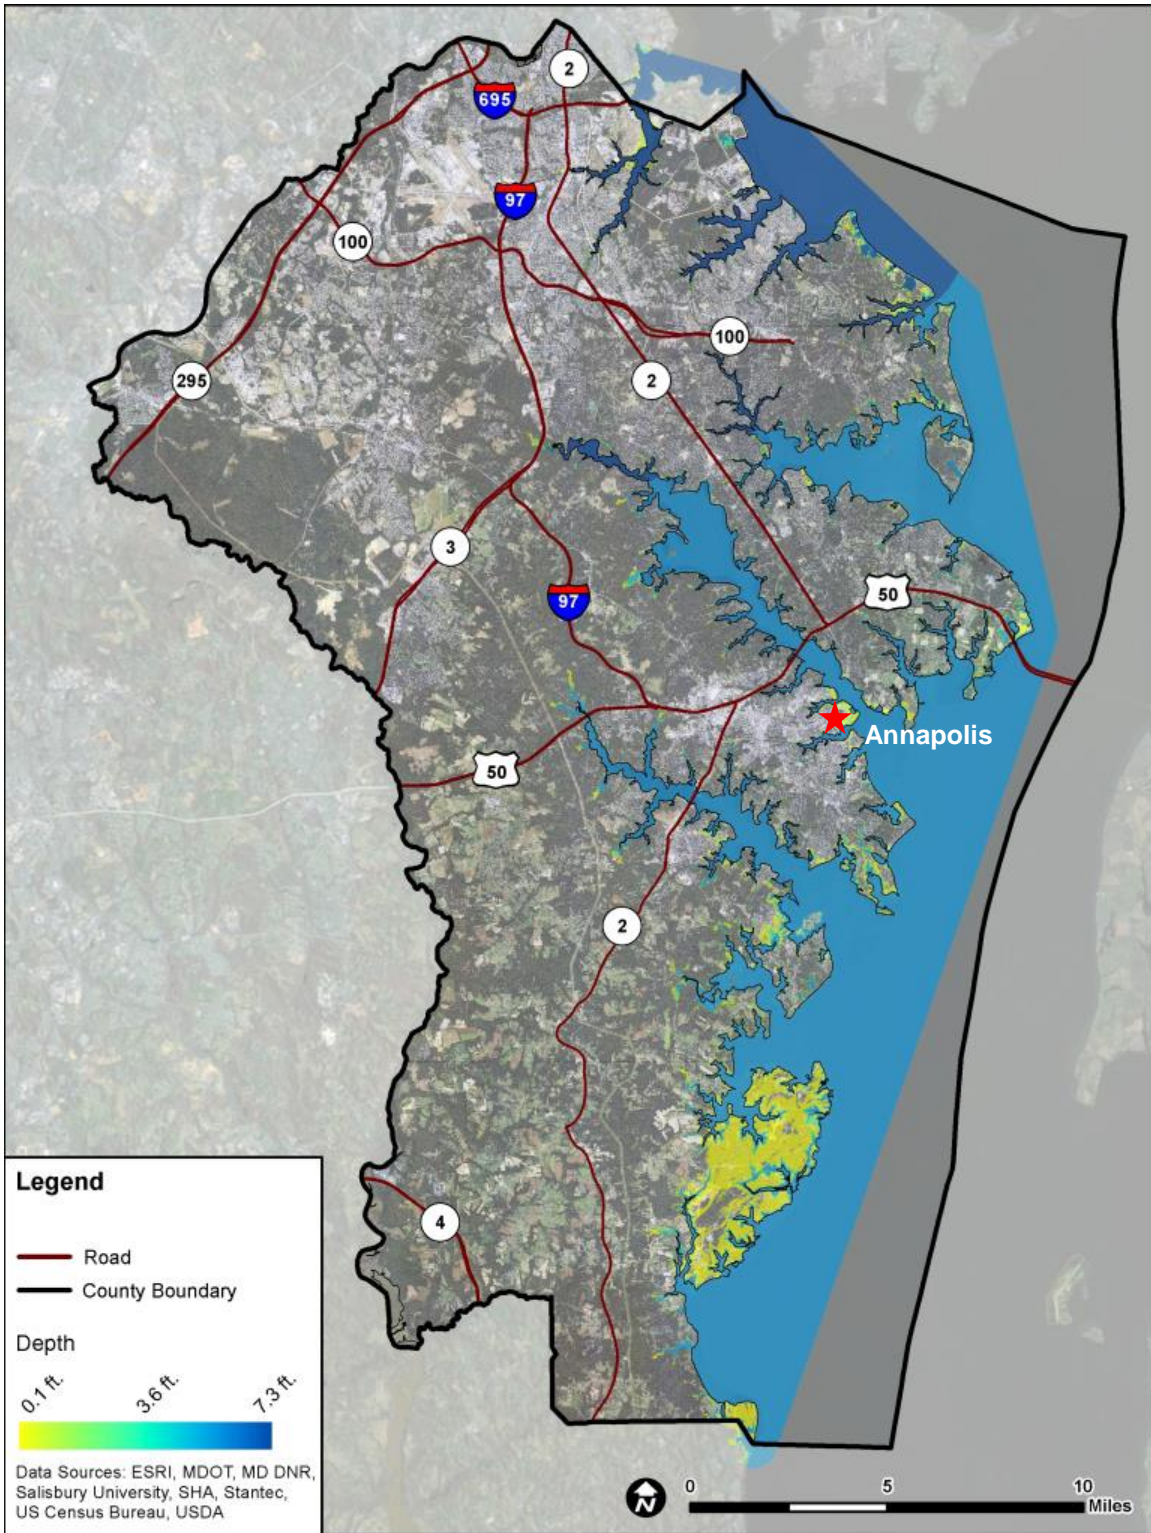 2
695
97
100
100
295
2
3
50
97
Annapolis
50
2
4
Legend
Road
County Boundary
Depth
0.1 ft.
3.6 ft.
7.3 ft.
Data Sources: ESRI, MDOT, MD DNR,
Salisbury University, SHA, Stantec,
US Census Bureau, USDA
N
0 5 10
Miles